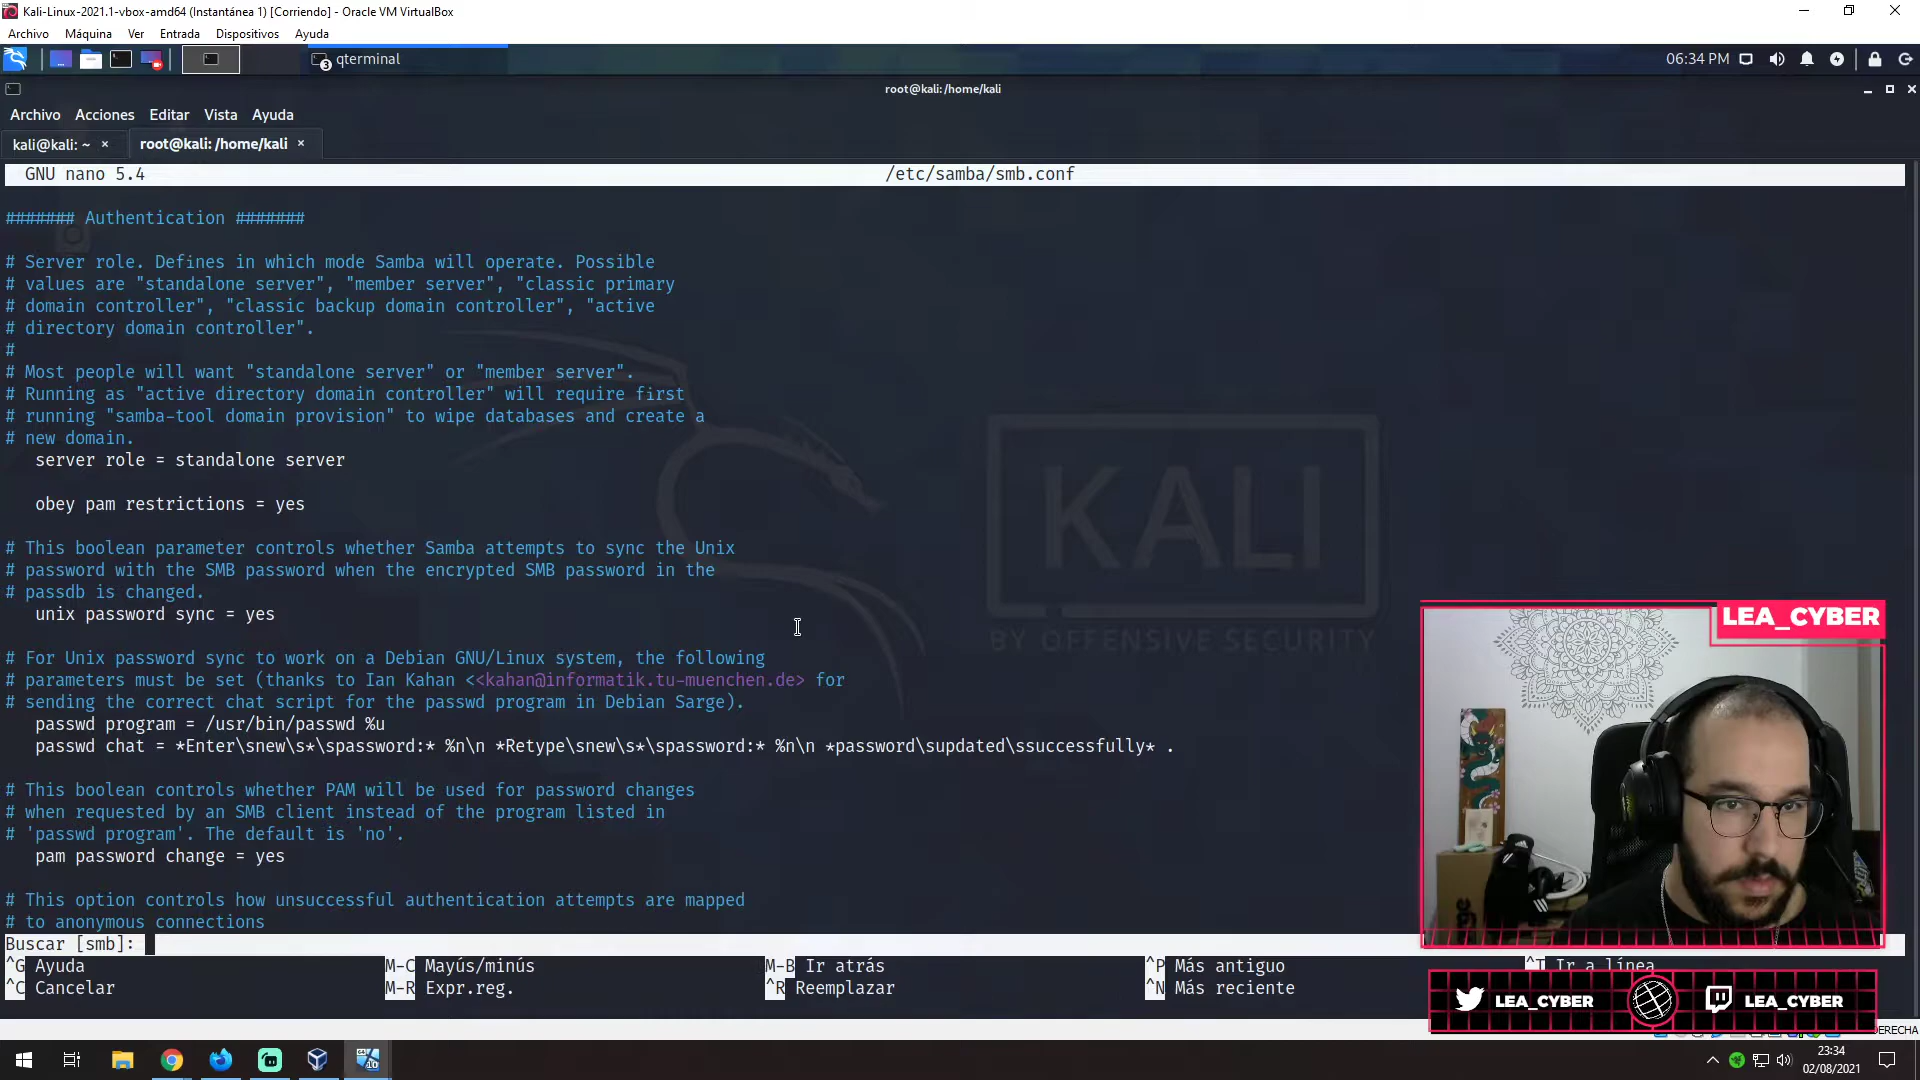 Kali-Linux-2021.1-vbox-amd64 (Instantánea 1) [Corriendo] - Oracle VM VirtualBox
Archivo Máquina Ver Entrada Dispositivos Ayuda
3 qterminal 06:34 PM
root@kali: /home/kali
Archivo Acciones Editar Vista Ayuda
kali@kali: ~ × root@kali: /home/kali ×
GNU nano 5.4 /etc/samba/smb.conf
####### Authentication #######
# Server role. Defines in which mode Samba will operate. Possible
# values are "standalone server", "member server", "classic primary
# domain controller", "classic backup domain controller", "active
# directory domain controller".
#
# Most people will want "standalone server" or "member server".
# Running as "active directory domain controller" will require first
# running "samba-tool domain provision" to wipe databases and create a
# new domain.
server role = standalone server
obey pam restrictions = yes
# This boolean parameter controls whether Samba attempts to sync the Unix
# password with the SMB password when the encrypted SMB password in the
# passdb is changed.
unix password sync = yes
# For Unix password sync to work on a Debian GNU/Linux system, the following
# parameters must be set (thanks to Ian Kahan <<kahan@informatik.tu-muenchen.de> for
# sending the correct chat script for the passwd program in Debian Sarge).
passwd program = /usr/bin/passwd %u
passwd chat = *Enter\snew\s*\spassword:* %n\n *Retype\snew\s*\spassword:* %n\n *password\supdated\ssuccessfully* .
# This boolean controls whether PAM will be used for password changes
# when requested by an SMB client instead of the program listed in
# 'passwd program'. The default is 'no'.
pam password change = yes
# This option controls how unsuccessful authentication attempts are mapped
# to anonymous connections
Buscar [smb]:
^G Ayuda M-C Mayús/minús M-B Ir atrás ^P Más antiguo ^T Ir a línea
^C Cancelar M-R Expr.reg. ^R Reemplazar ^N Más reciente
KALI
BY OFFENSIVE SECURITY
LEA_CYBER
LEA_CYBER LEA_CYBER
DERECHA
10
23:34
02/08/2021